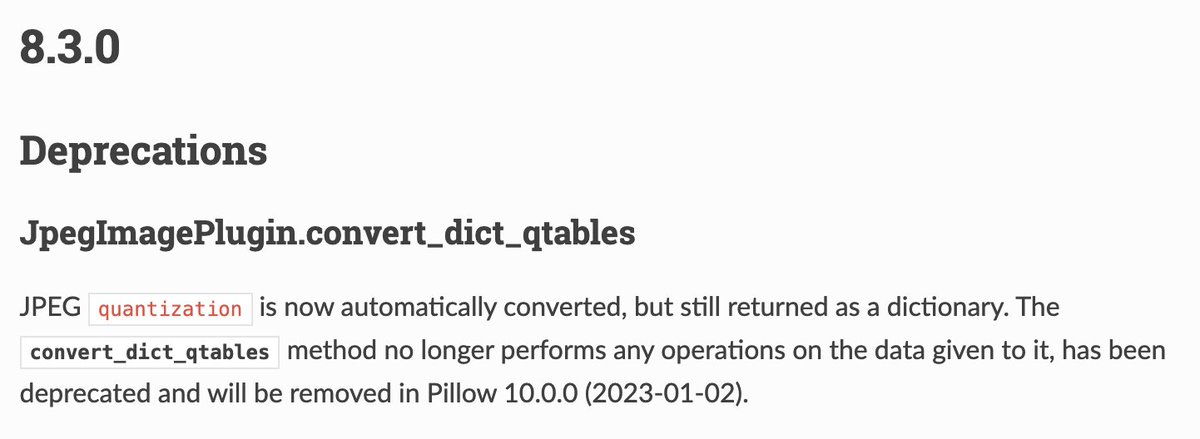 8.3.0
Deprecations
JpegImagePlugin.convert_dict_qtables
JPEG quantization is now automatically converted, but still returned as a dictionary. The
convert_dict_qtables method no longer performs any operations on the data given to it, has been
deprecated and will be removed in Pillow 10.0.0 (2023-01-02).